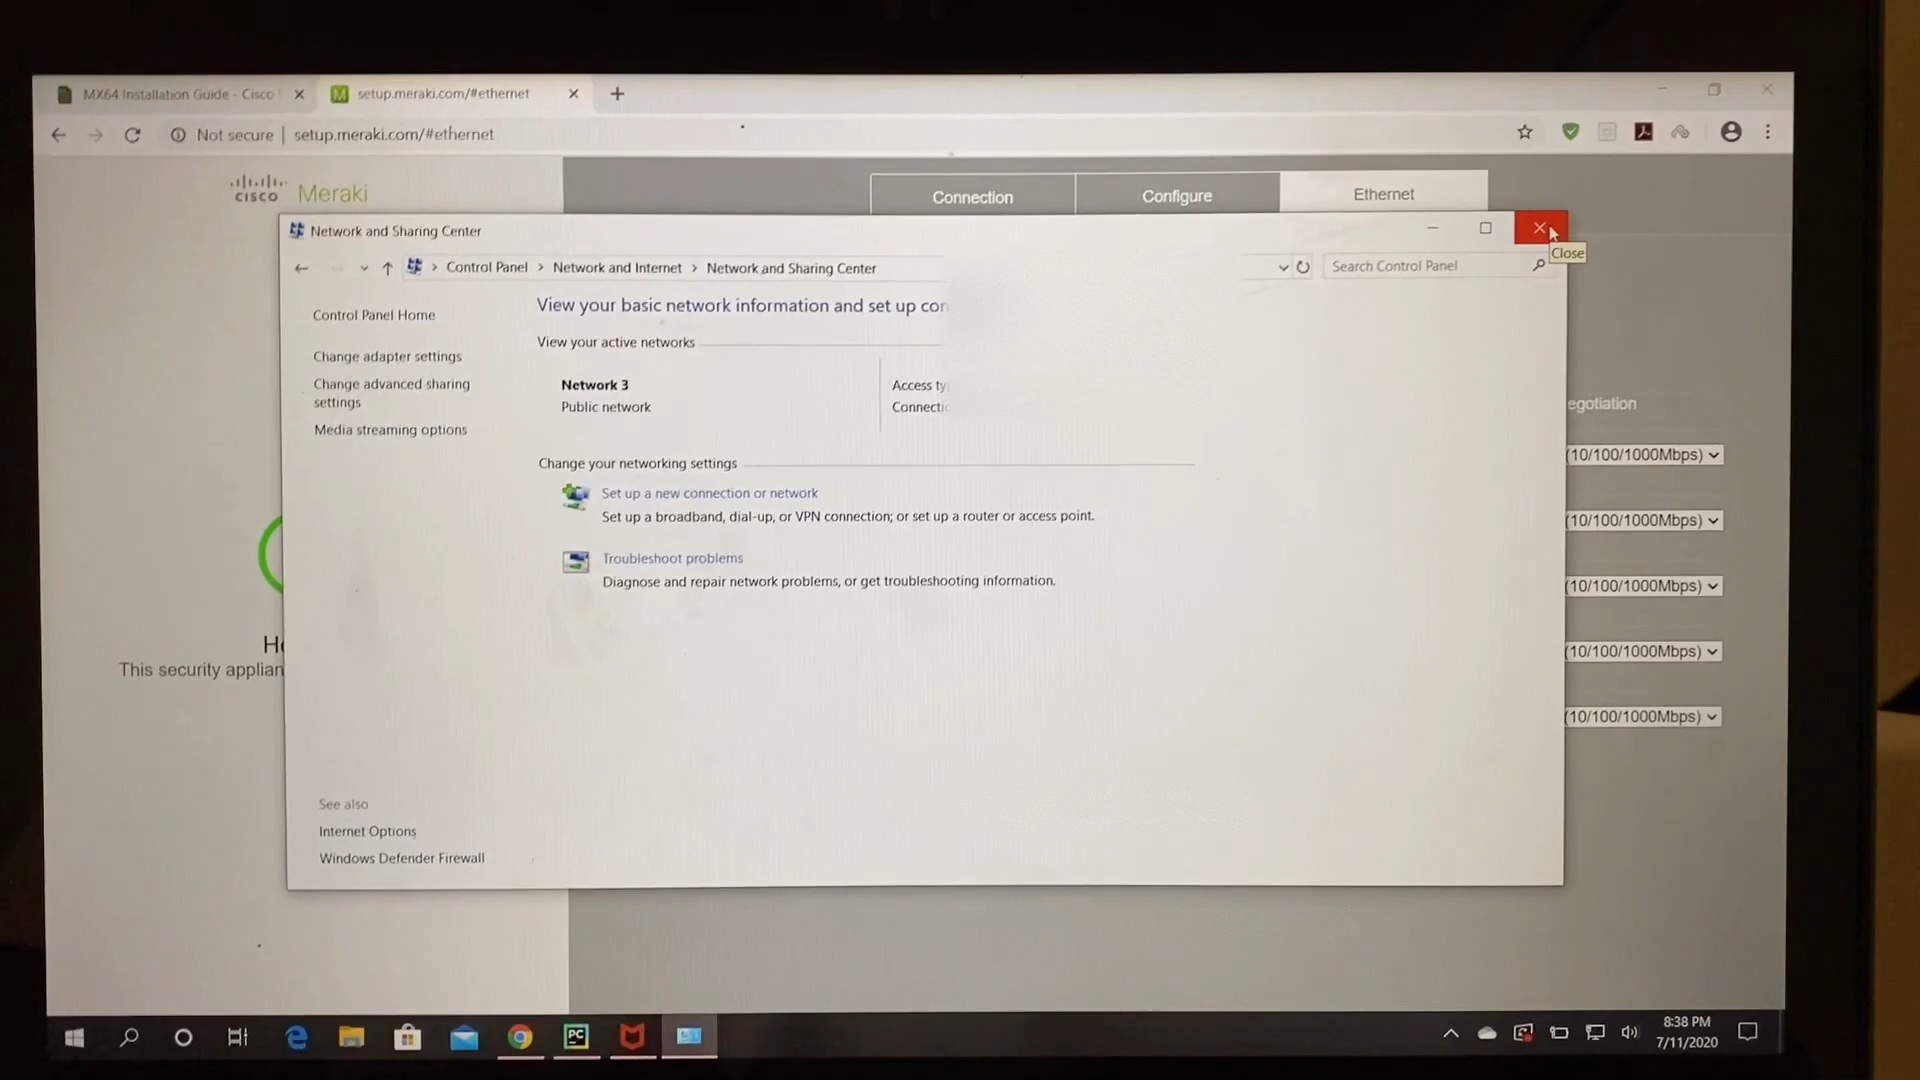 MX64 Installation Guide - Cisco
setup.meraki.com/#ethernet
Not secure | setup.meraki.com/#ethernet
CISCO Meraki
Connection
Configure
Ethernet
Network and Sharing Center
Close
Control Panel > Network and Internet > Network and Sharing Center
Search Control Panel
Control Panel Home
Change adapter settings
Change advanced sharing
settings
Media streaming options
View your basic network information and set up con
View your active networks
Network 3
Public network
Access ty
Connectic
Change your networking settings
Set up a new connection or network
Set up a broadband, dial-up, or VPN connection; or set up a router or access point.
Troubleshoot problems
Diagnose and repair network problems, or get troubleshooting information.
egotiation
(10/100/1000Mbps)
(10/100/1000Mbps)
(10/100/1000Mbps)
(10/100/1000Mbps)
(10/100/1000Mbps)
This security applian
See also
Internet Options
Windows Defender Firewall
PC
8:38 PM
7/11/2020